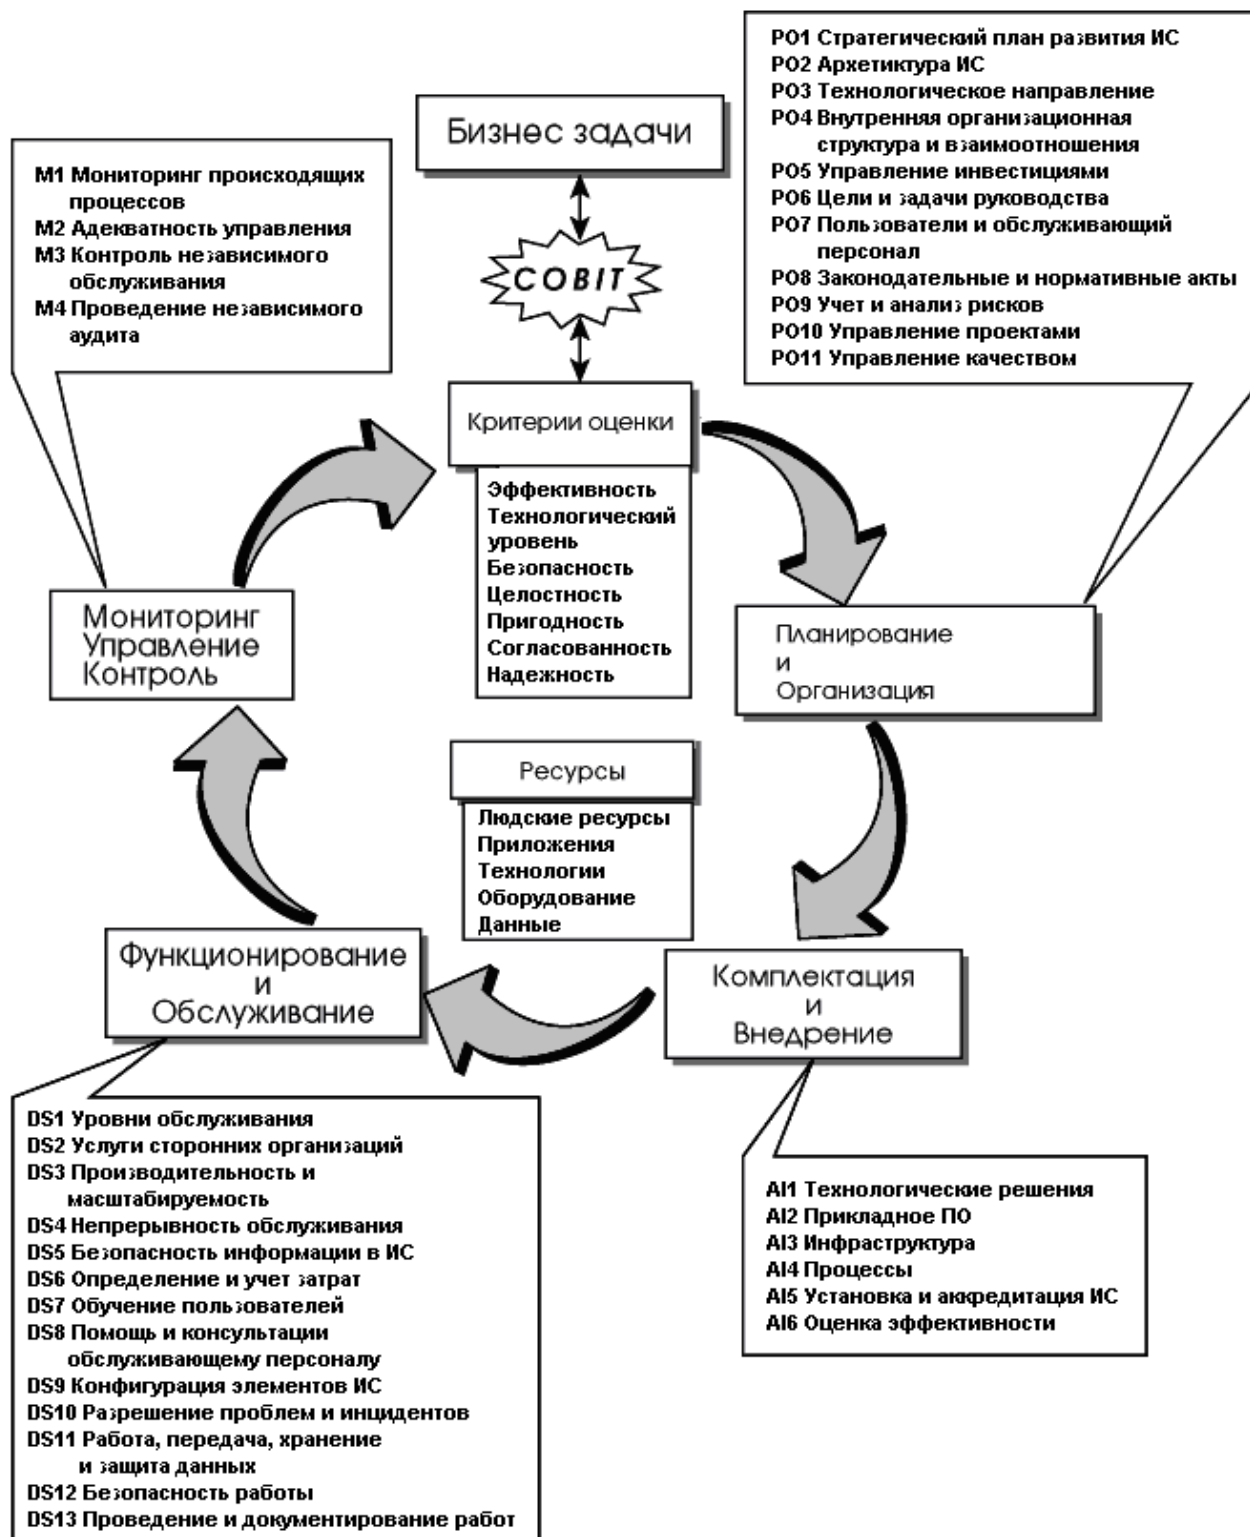 Бизнес задачи
COBIT
M1 Мониторинг происходящих
процессов
M2 Адекватность управления
M3 Контроль независимого
обслуживания
M4 Проведение независимого
аудита
PO1 Стратегический план развития ИС
PO2 Архетиктура ИС
PO3 Технологическое направление
PO4 Внутренняя организационная
структура и взаимоотношения
PO5 Управление инвестициями
PO6 Цели и задачи руководства
PO7 Пользователи и обслуживающий
персонал
PO8 Законодательные и нормативные акты
PO9 Учет и анализ рисков
PO10 Управление проектами
PO11 Управление качеством
Критерии оценки
Эффективность
Технологический
уровень
Безопасность
Целостность
Пригодность
Согласованность
Надежность
Мониторинг
Управление
Контроль
Планирование
и
Организация
Ресурсы
Людские ресурсы
Приложения
Технологии
Оборудование
Данные
Функционирование
и
Обслуживание
Комплектация
и
Внедрение
DS1 Уровни обслуживания
DS2 Услуги сторонних организаций
DS3 Производительность и
масштабируемость
DS4 Непрерывность обслуживания
DS5 Безопасность информации в ИС
DS6 Определение и учет затрат
DS7 Обучение пользователей
DS8 Помощь и консультации
обслуживающему персоналу
DS9 Конфигурация элементов ИС
DS10 Разрешение проблем и инцидентов
DS11 Работа, передача, хранение
и защита данных
DS12 Безопасность работы
DS13 Проведение и документирование работ
AI1 Технологические решения
AI2 Прикладное ПО
AI3 Инфраструктура
AI4 Процессы
AI5 Установка и аккредитация ИС
AI6 Оценка эффективности